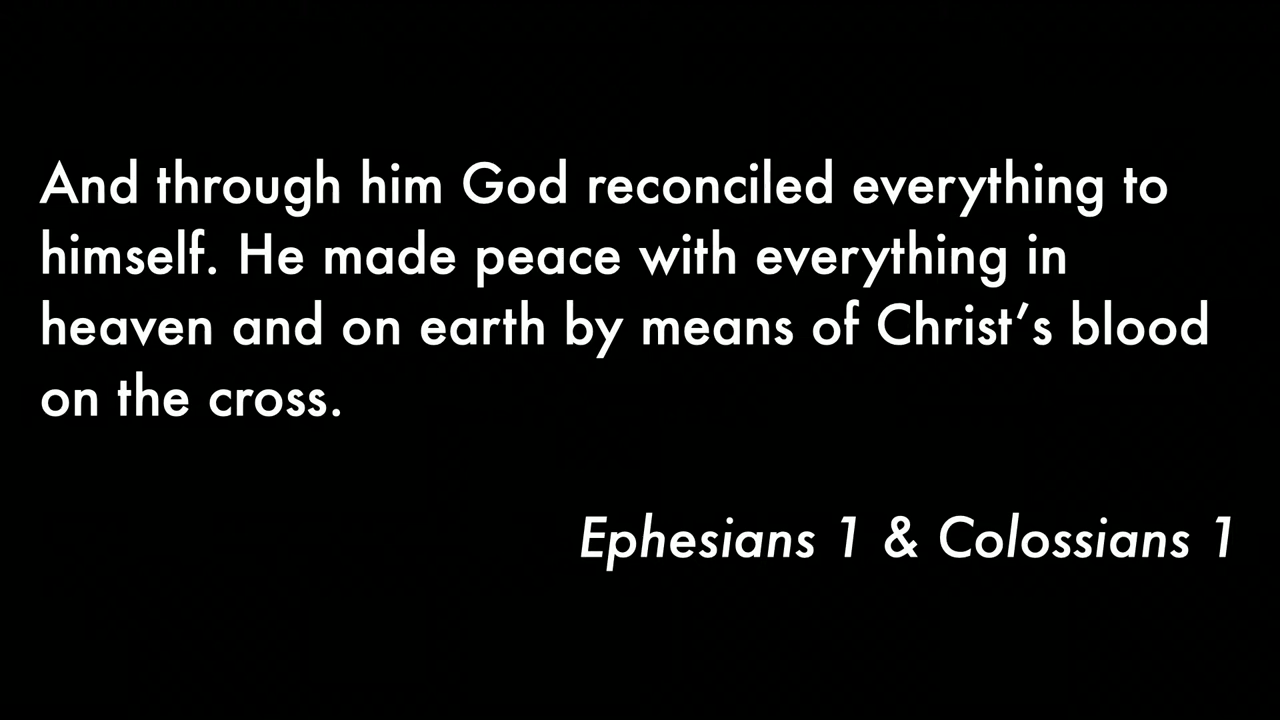 And through him God reconciled everything to
himself. He made peace with everything in
heaven and on earth by means of Christ’s blood
on the cross.
Ephesians 1 & Colossians 1